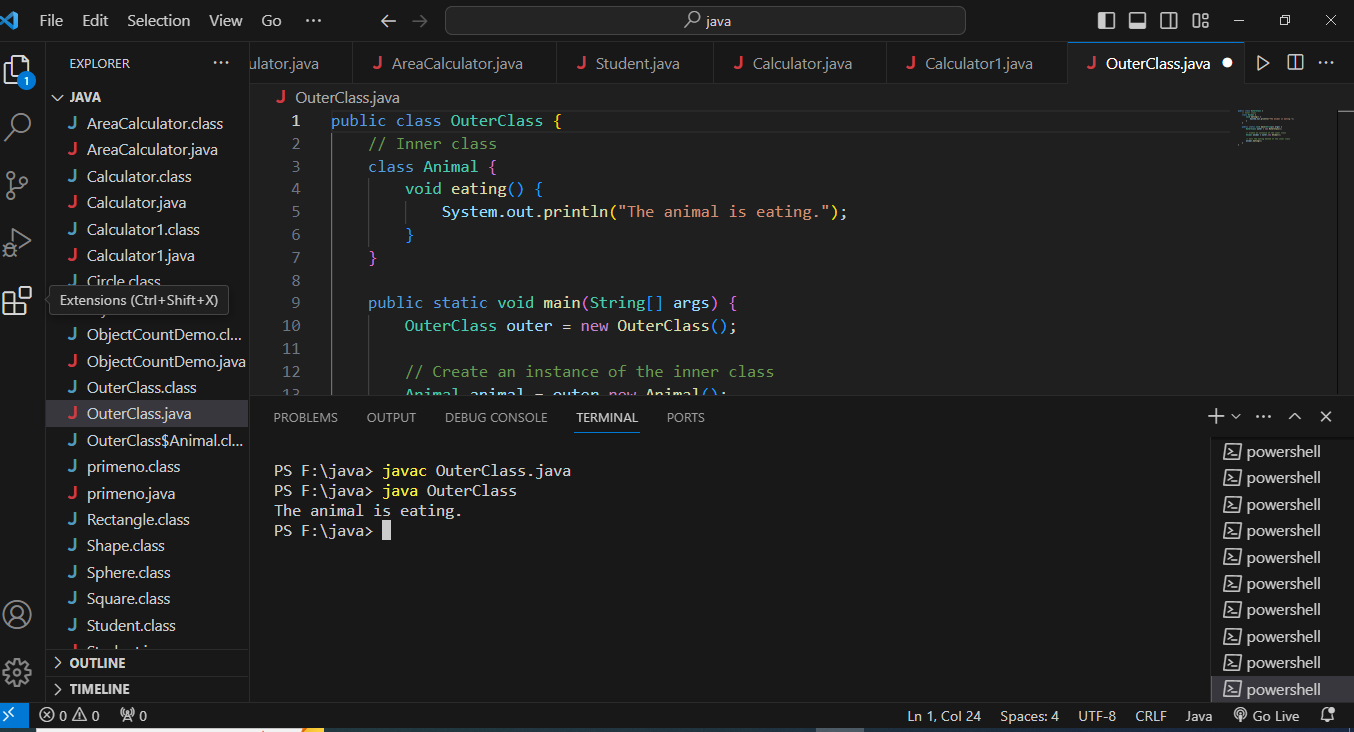 File Edit Selection View Go ··· java
EXPLORER ···
1
JAVA
AreaCalculator.class
AreaCalculator.java
Calculator.class
Calculator.java
Calculator1.class
Calculator1.java
Circle.class
Extensions (Ctrl+Shift+X)
ObjectCountDemo.cl...
ObjectCountDemo.java
OuterClass.class
OuterClass.java
OuterClass$Animal.cl...
primeno.class
primeno.java
Rectangle.class
Shape.class
Sphere.class
Square.class
Student.class
OUTLINE
TIMELINE
ulator.java J AreaCalculator.java J Student.java J Calculator.java J Calculator1.java J OuterClass.java
J OuterClass.java
1 public class OuterClass {
2 // Inner class
3 class Animal {
4 void eating() {
5 System.out.println("The animal is eating.");
6 }
7 }
8
9 public static void main(String[] args) {
10 OuterClass outer = new OuterClass();
11
12 // Create an instance of the inner class
13 Animal animal = outer.new Animal();
PROBLEMS OUTPUT DEBUG CONSOLE TERMINAL PORTS
PS F:\java> javac OuterClass.java
PS F:\java> java OuterClass
The animal is eating.
PS F:\java>
powershell
powershell
powershell
powershell
powershell
powershell
powershell
powershell
powershell
powershell
0 0 0 Ln 1, Col 24 Spaces: 4 UTF-8 CRLF Java Go Live